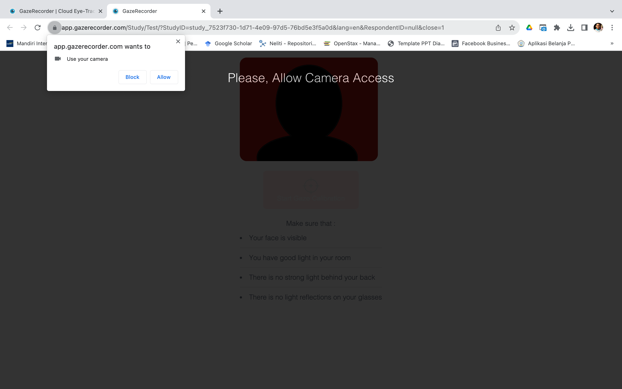 GazeRecorder | Cloud Eye-Tra
GazeRecorder
app.gazerecorder.com/Study/Test/?StudyID=study_7523f730-1d71-4e09-97d5-76bd5e3f5a0d&lang=en&RespondentID=null&close=1
Mandiri Inter
Pe...
Google Scholar
Neliti - Repositori...
OpenStax - Mana...
Template PPT Dia...
Facebook Busines...
Aplikasi Belanja P...
»
app.gazerecorder.com wants to
Use your camera
Block
Allow
Please, Allow Camera Access
Make sure that...
• Your face is visible
• You have good light in your room
• There is no strong light behind your back
• There is no light reflections on your glasses